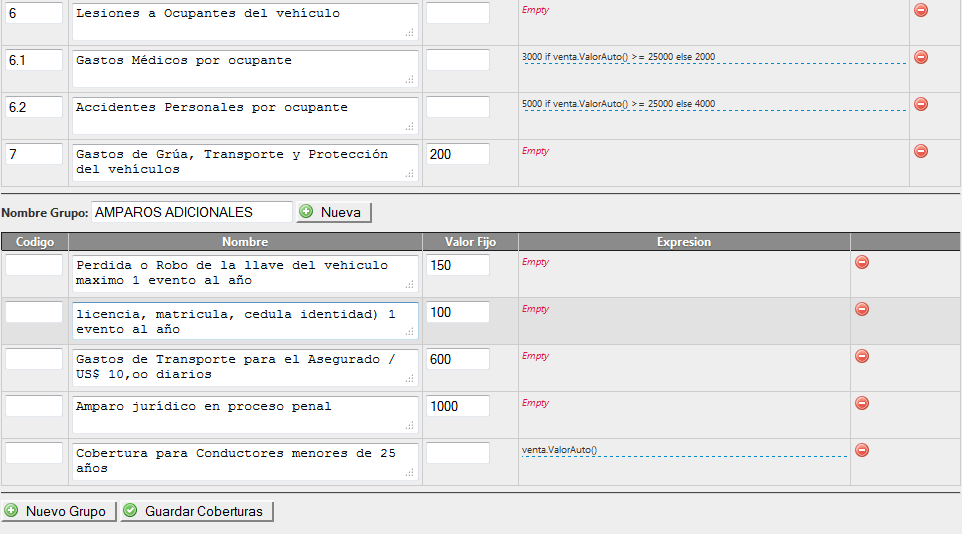 6 Lesiones a Ocupantes del vehículo Empty
6.1 Gastos Médicos por ocupante 3000 if venta.ValorAuto() >= 25000 else 2000
6.2 Accidentes Personales por ocupante 5000 if venta.ValorAuto() >= 25000 else 4000
7 Gastos de Grúa, Transporte y Protección 200 Empty
del vehículos
Nombre Grupo: AMPAROS ADICIONALES Nueva
Codigo Nombre Valor Fijo Expresion
Perdida o Robo de la llave del vehiculo 150 Empty
maximo 1 evento al año
licencia, matricula, cedula identidad) 1 100 Empty
evento al año
Gastos de Transporte para el Asegurado / 600 Empty
US$ 10,oo diarios
Amparo jurídico en proceso penal 1000 Empty
Cobertura para Conductores menores de 25 venta.ValorAuto()
años
Nuevo Grupo Guardar Coberturas